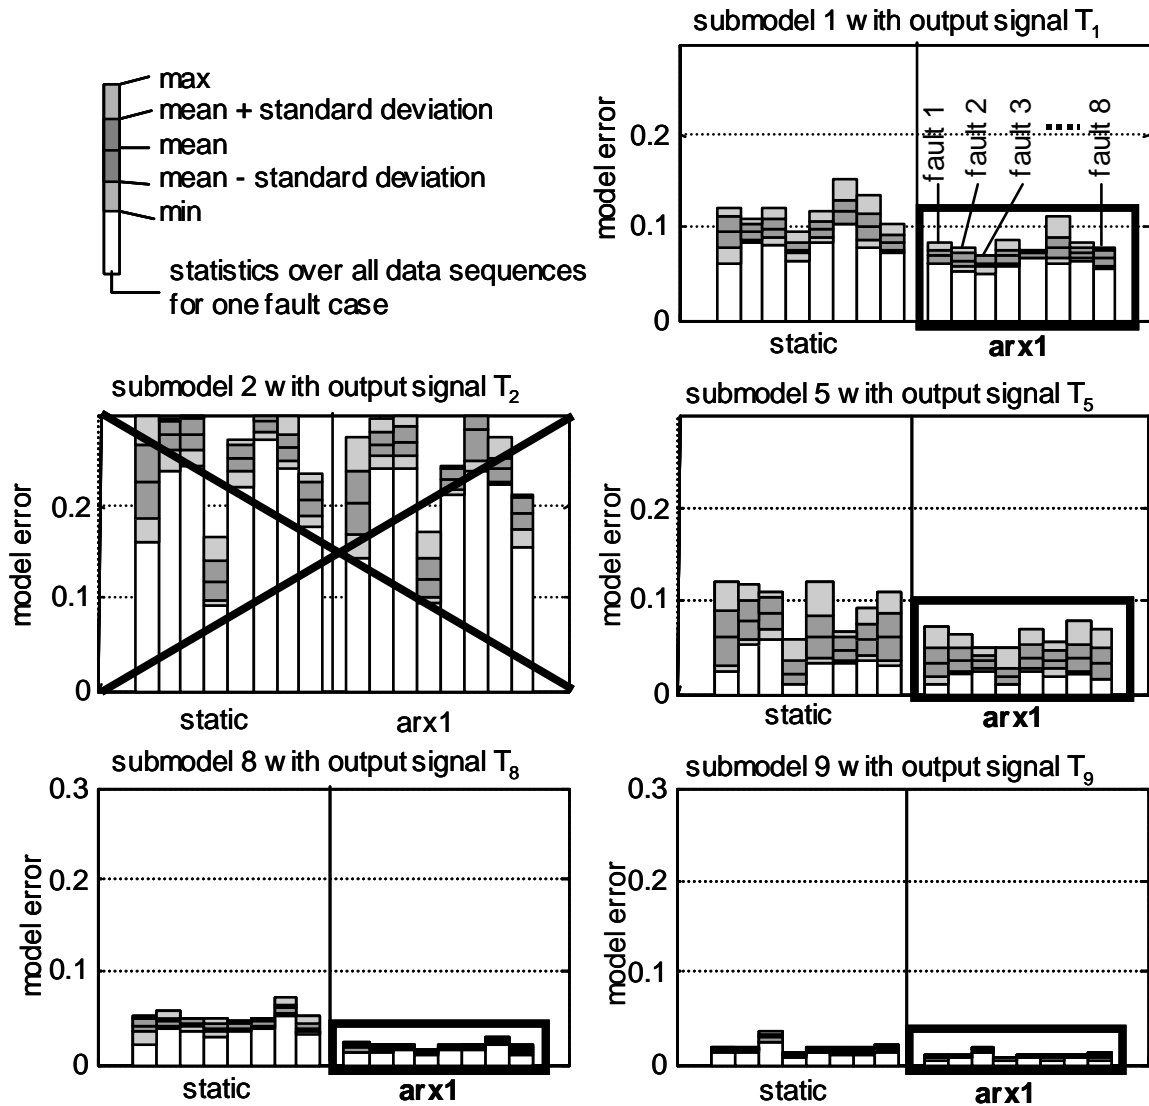 submodel 1 with output signal T1
max
mean + standard deviation
mean
mean - standard deviation
min
statistics over all data sequences
for one fault case
model error
0.2
0.1
0
fault 1
fault 2
fault 3
fault 8
static
arx1
submodel 2 with output signal T2
model error
0.2
0.1
0
static
arx1
submodel 5 with output signal T5
model error
0.2
0.1
0
static
arx1
submodel 8 with output signal T8
model error
0.3
0.2
0.1
0
static
arx1
submodel 9 with output signal T9
model error
0.3
0.2
0.1
0
static
arx1